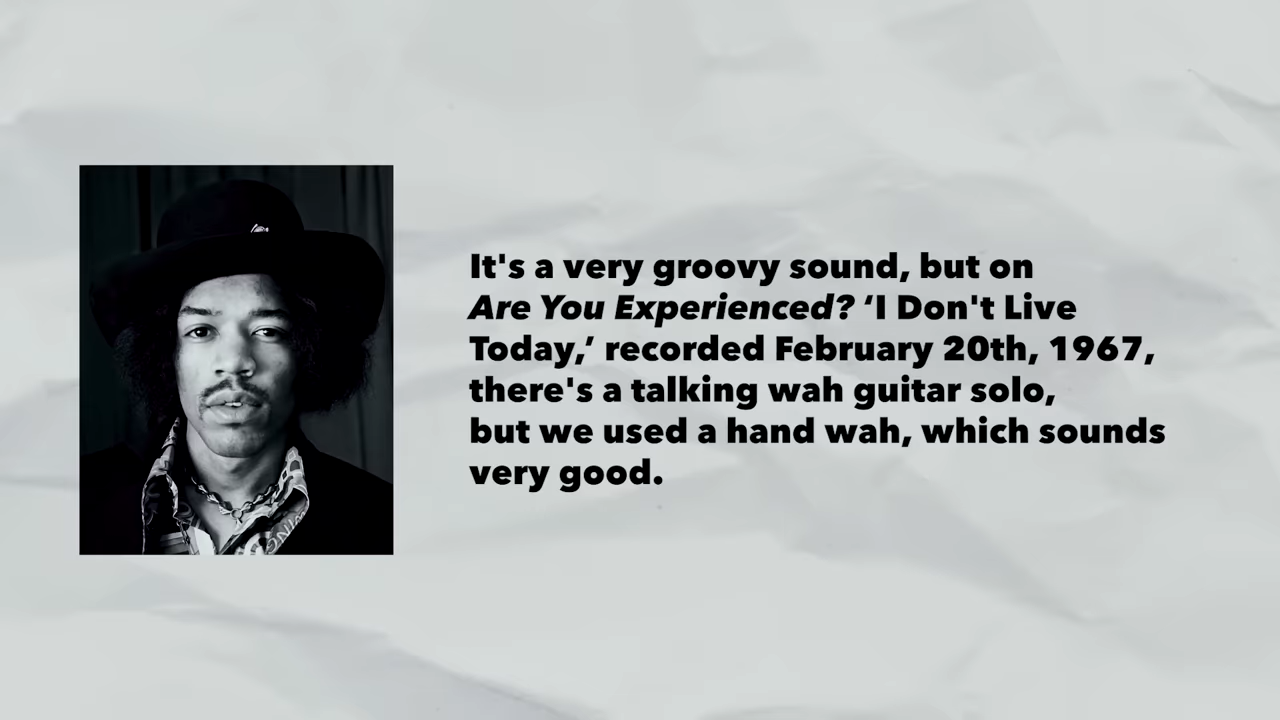 It's a very groovy sound, but on
Are You Experienced? ‘I Don't Live
Today,’ recorded February 20th, 1967,
there's a talking wah guitar solo,
but we used a hand wah, which sounds
very good.